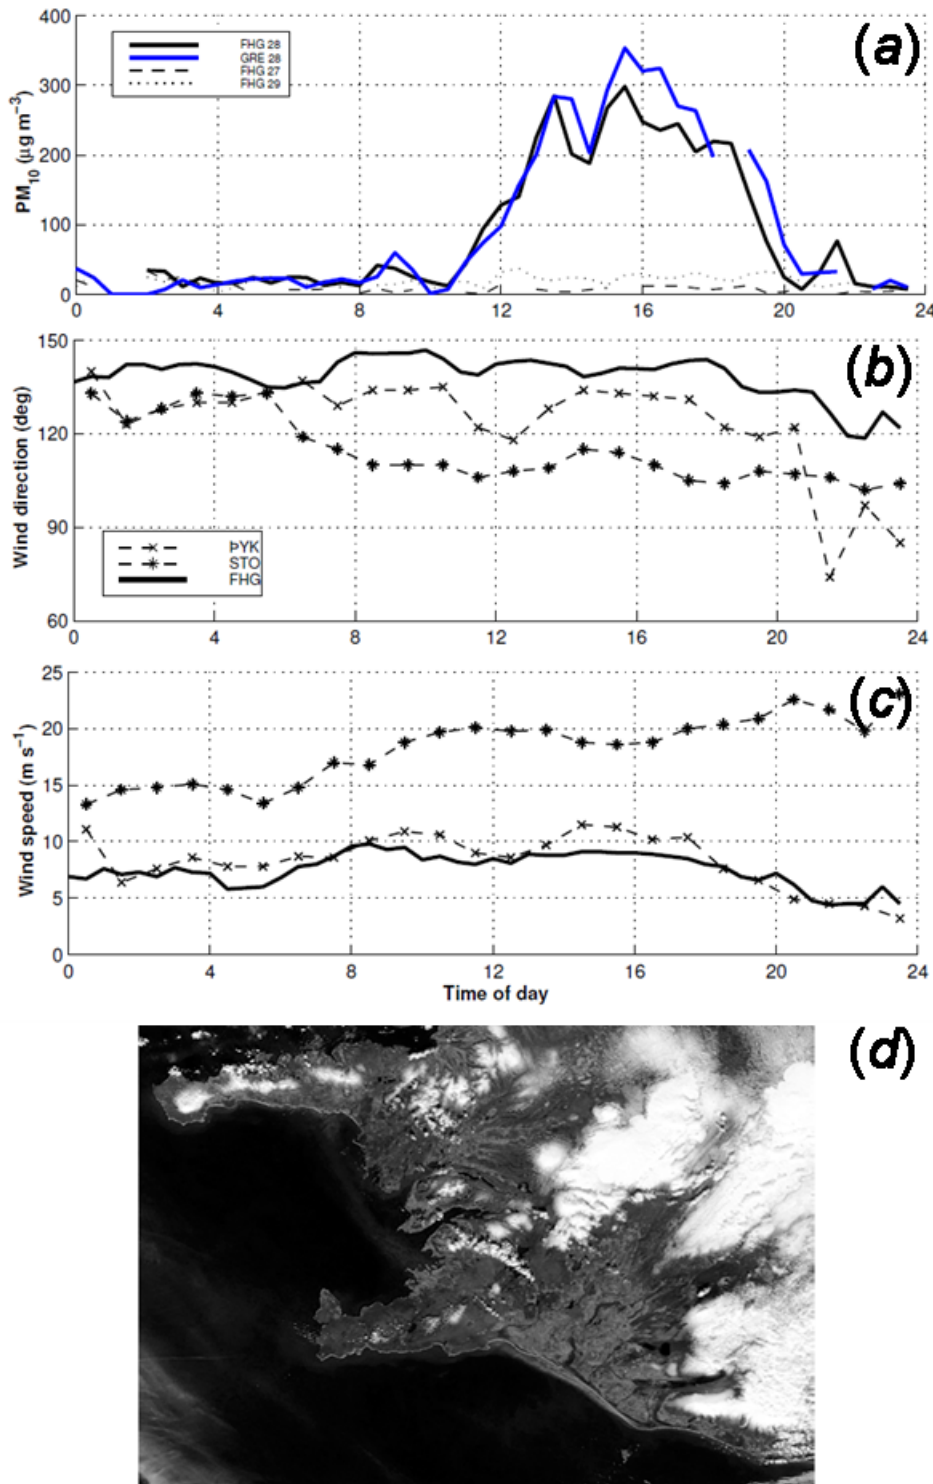 400
(a)
FHG 28
GRE 28
FHG 27
FHG 29
300
200
100
0
PM10 (μg m−3)
0 4 8 12 16 20 24
150
(b)
120
90
60
Wind direction (deg)
ÞYK
STO
FHG
0 4 8 12 16 20 24
25
(c)
20
15
10
5
0
Wind speed (m s−1)
0 4 8 12 16 20 24
Time of day
(d)